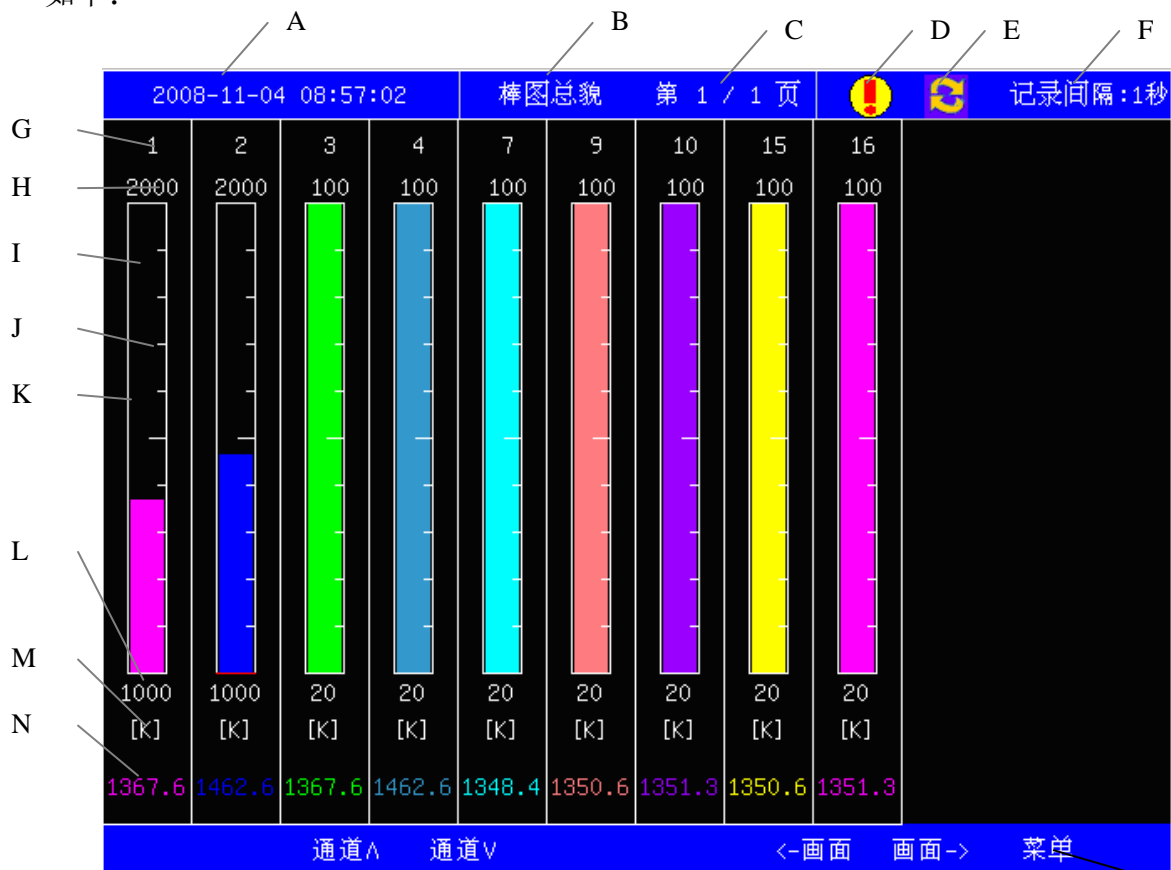 如下：
A B C D E F
2008-11-04 08:57:02 棒图总貌 第 1 / 1 页 记录间隔:1秒
G 1 2 3 4 7 9 10 15 16
H 2000 2000 100 100 100 100 100 100 100
I
J
K
L
1000 1000 20 20 20 20 20 20 20
M
[K] [K] [K] [K] [K] [K] [K] [K] [K]
N
1367.6 1462.6 1367.6 1462.6 1348.4 1350.6 1351.3 1350.6 1351.3
通道∧ 通道∨ <-画面 画面-> 菜单